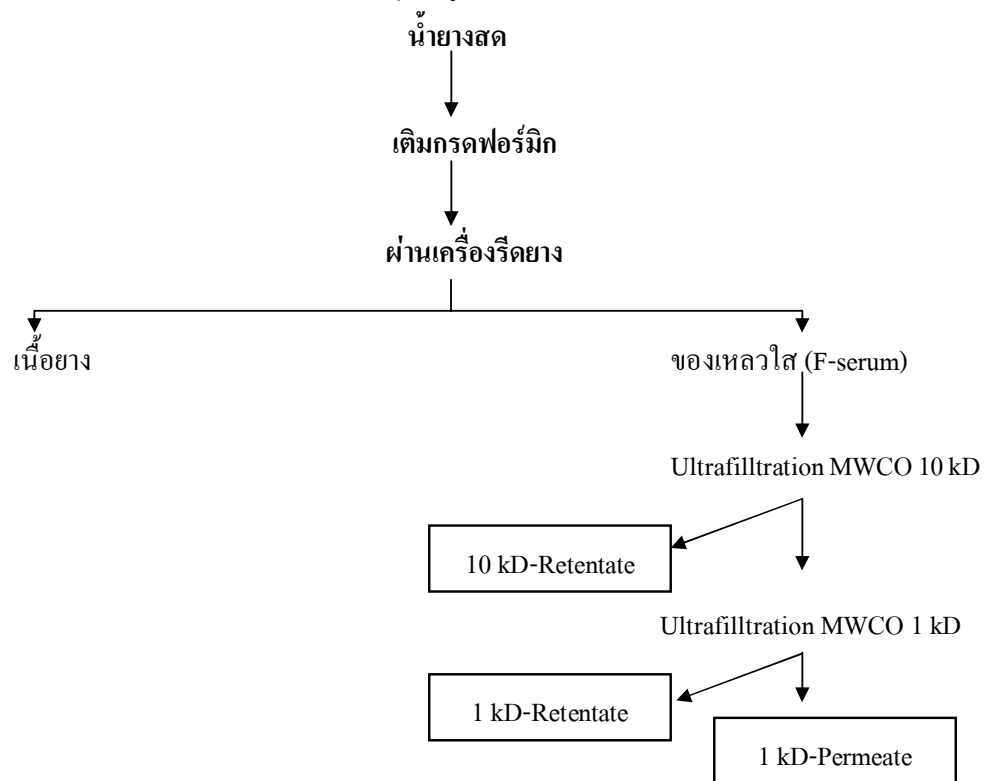 น้ำยางสด
เติมกรดฟอร์มิก
ผ่านเครื่องรีดยาง
เนื้อยาง
ของเหลวใส (F-serum)
Ultrafilltration MWCO 10 kD
10 kD-Retentate
Ultrafilltration MWCO 1 kD
1 kD-Retentate
1 kD-Permeate